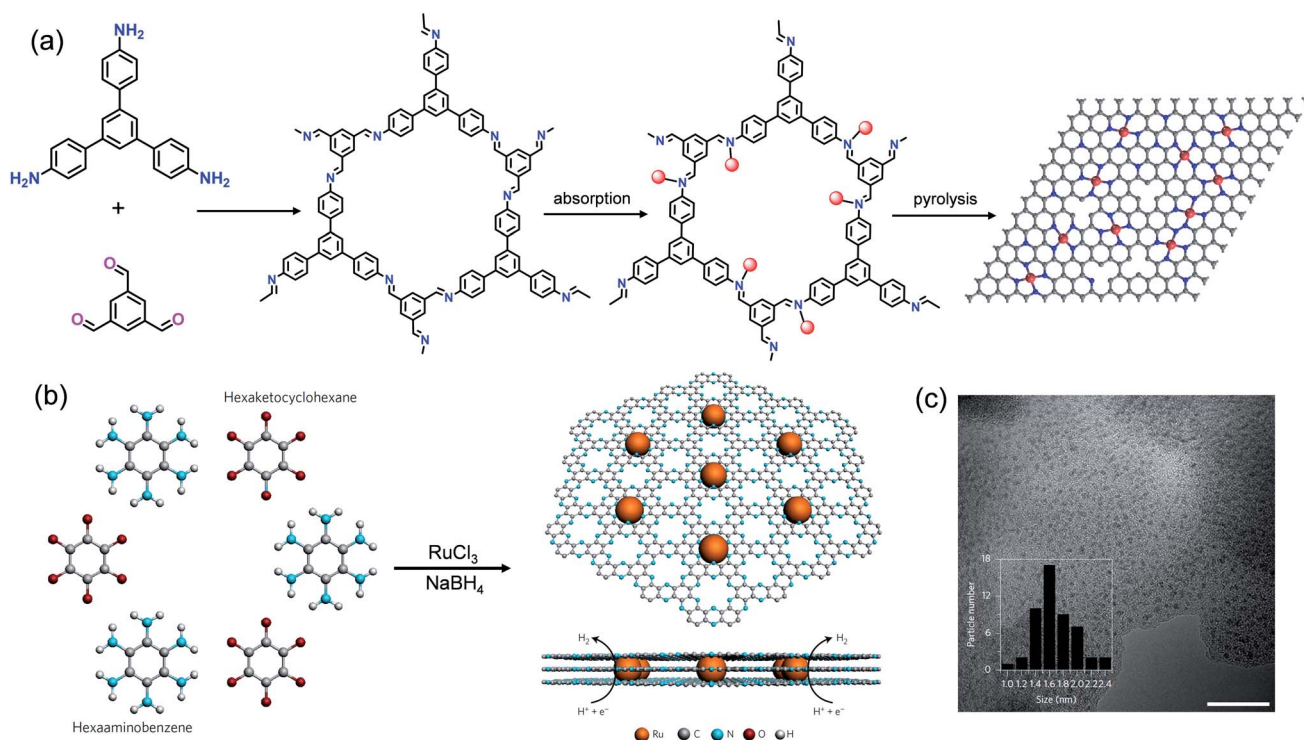 (a)
NH2
H2N
NH2
+
O
O
O
N
N
N
N
N
N
N
N
N
N
N
N
absorption
N
N
N
N
N
N
N
N
N
N
N
N
pyrolysis
(b)
Hexaketocyclohexane
Hexaaminobenzene
RuCl3
NaBH4
H2
H2
H+ + e−
H+ + e−
Ru C N O H
(c)
Particle number
18
12
6
0
1.0 1.2 1.4 1.6 1.8 2.0 2.2 2.4
Size (nm)